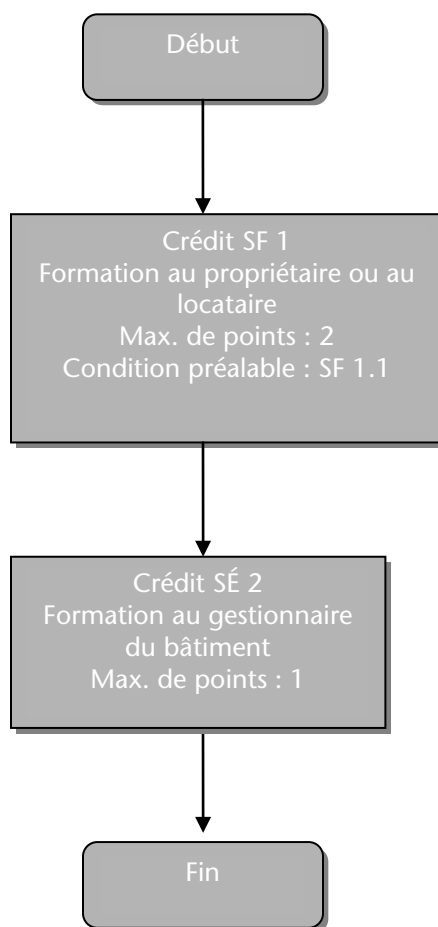 Début
Crédit SF 1
Formation au propriétaire ou au
locataire
Max. de points : 2
Condition préalable : SF 1.1
Crédit SÉ 2
Formation au gestionnaire
du bâtiment
Max. de points : 1
Fin